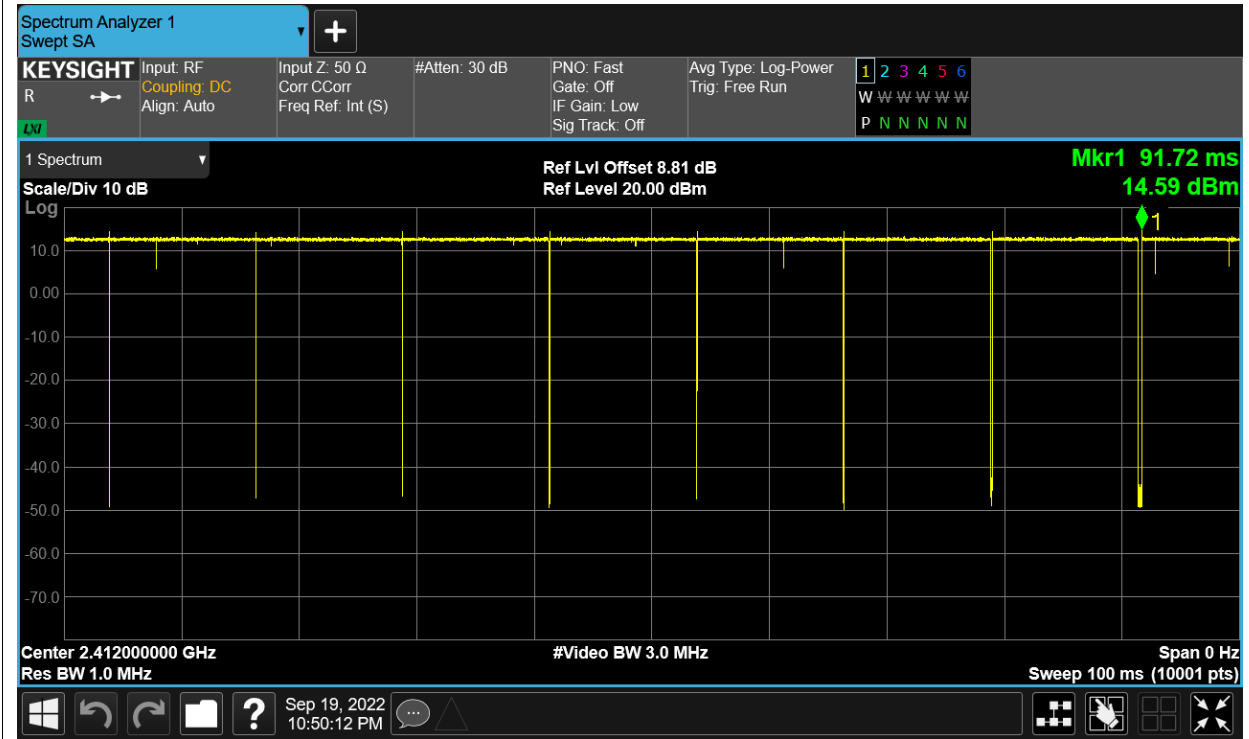 Spectrum Analyzer 1
Swept SA
+
KEYSIGHT Input: RF Input Z: 50 Ω #Atten: 30 dB PNO: Fast Avg Type: Log-Power 1 2 3 4 5 6
R Coupling: DC Corr CCorr Gate: Off Trig: Free Run W W W W W W
Align: Auto Freq Ref: Int (S) IF Gain: Low
LXI Sig Track: Off P N N N N N
1 Spectrum Ref Lvl Offset 8.81 dB Mkr1 91.72 ms
Scale/Div 10 dB Ref Level 20.00 dBm 14.59 dBm
Log
1
10.0
0.00
-10.0
-20.0
-30.0
-40.0
-50.0
-60.0
-70.0
Center 2.412000000 GHz #Video BW 3.0 MHz Span 0 Hz
Res BW 1.0 MHz Sweep 100 ms (10001 pts)
? Sep 19, 2022
10:50:12 PM